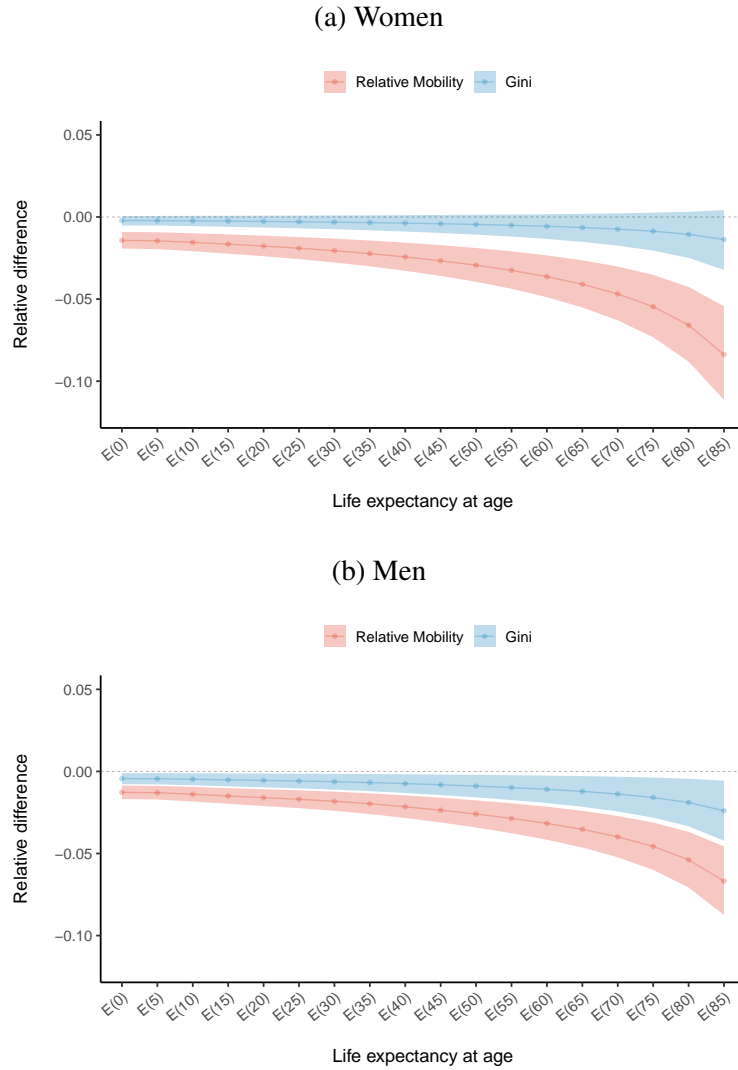 (a) Women
Relative Mobility Gini
0.05
0.00
−0.05
−0.10
Relative difference
E(0) E(5) E(10) E(15) E(20) E(25) E(30) E(35) E(40) E(45) E(50) E(55) E(60) E(65) E(70) E(75) E(80) E(85)
Life expectancy at age
(b) Men
Relative Mobility Gini
0.05
0.00
−0.05
−0.10
Relative difference
E(0) E(5) E(10) E(15) E(20) E(25) E(30) E(35) E(40) E(45) E(50) E(55) E(60) E(65) E(70) E(75) E(80) E(85)
Life expectancy at age